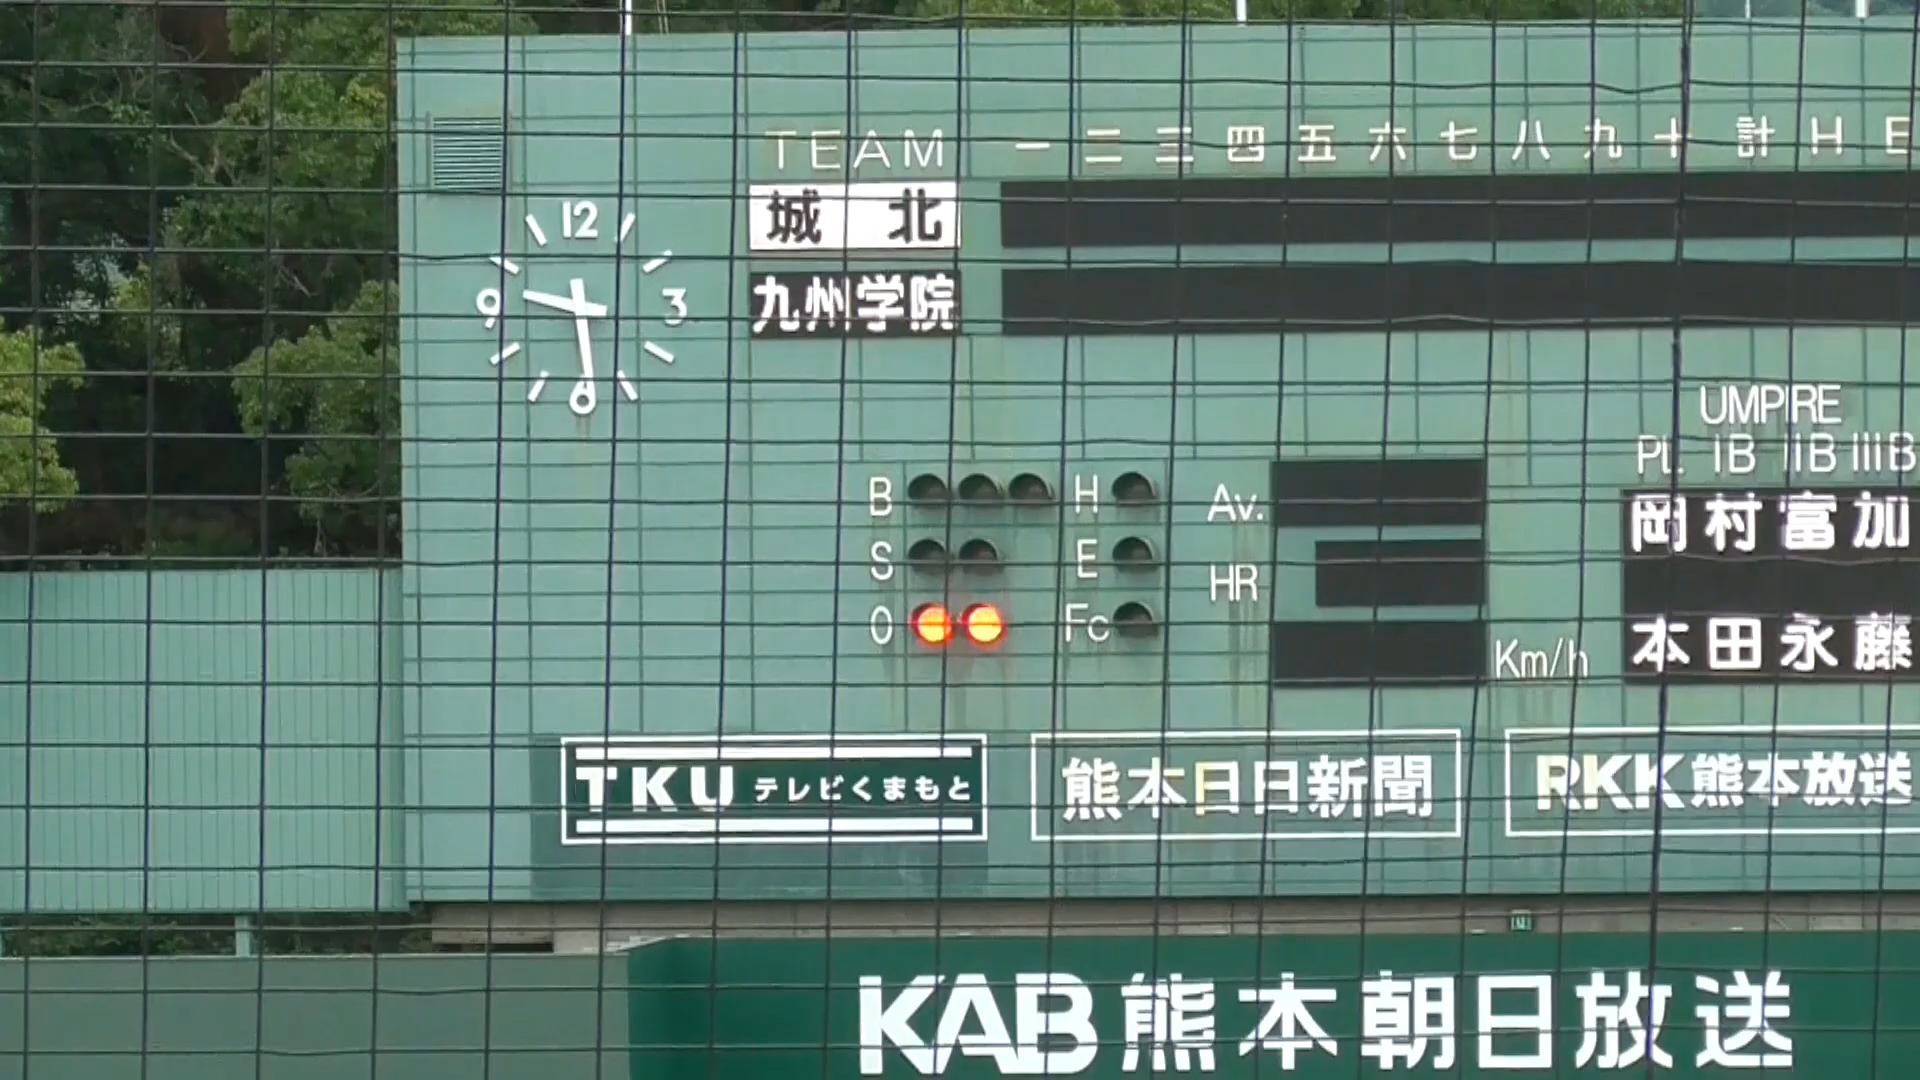 TEAM 一 二 三 四 五 六 七 八 九 十 計 H E
城 北
九州学院
12
9 3
6
UMPIRE
PL. IB IIB IIIB
B H Av.
岡村富加
S E HR
O Fc
本田永藤
Km/h
TKU テレビくまもと
熊本日日新聞
RKK熊本放送
KAB熊本朝日放送